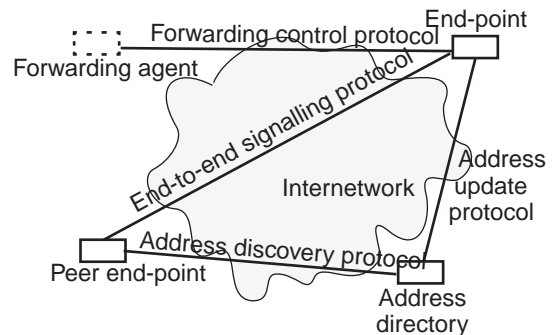 End-point
Forwarding control protocol
Forwarding agent
End-to-end signalling protocol
Address
update
protocol
Internetwork
Address discovery protocol
Peer end-point
Address
directory